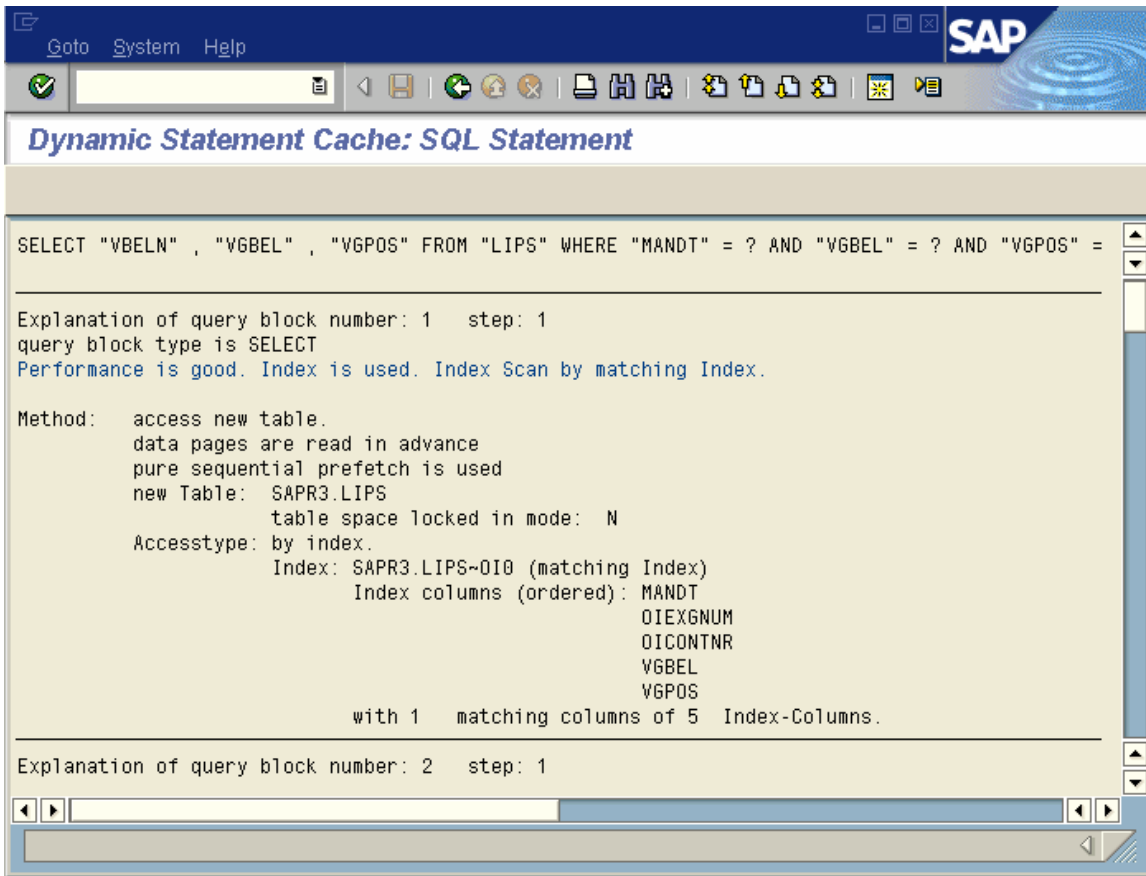 Goto System Help
SAP
Dynamic Statement Cache: SQL Statement
SELECT "VBELN" , "VGBEL" , "VGPOS" FROM "LIPS" WHERE "MANDT" = ? AND "VGBEL" = ? AND "VGPOS" =
Explanation of query block number: 1 step: 1
query block type is SELECT
Performance is good. Index is used. Index Scan by matching Index.
Method: access new table.
data pages are read in advance
pure sequential prefetch is used
new Table: SAPR3.LIPS
table space locked in mode: N
Accesstype: by index.
Index: SAPR3.LIPS~OI0 (matching Index)
Index columns (ordered): MANDT
OIEXGNUM
OICONTNR
VGBEL
VGPOS
with 1 matching columns of 5 Index-Columns.
Explanation of query block number: 2 step: 1